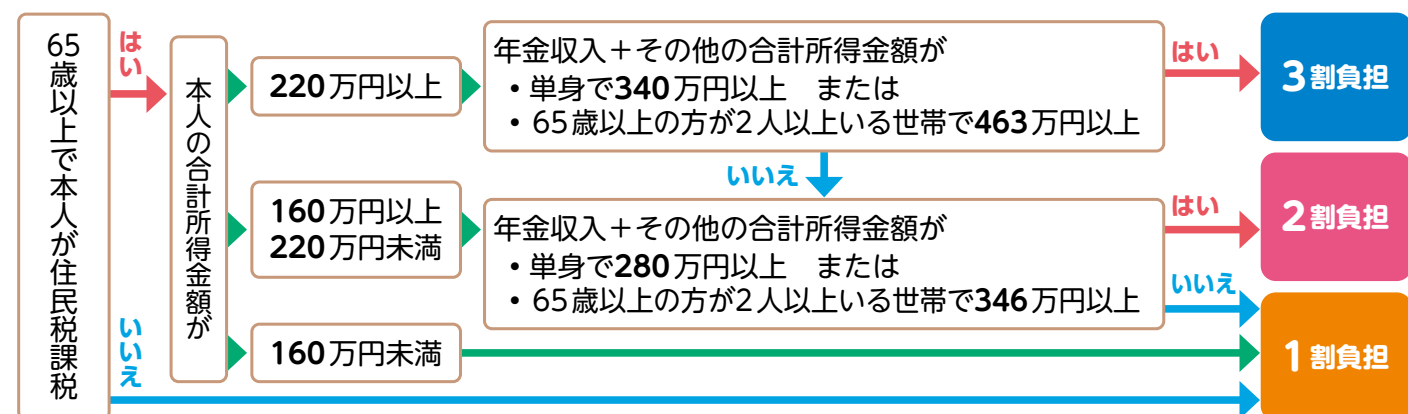 65歳以上で本人が住民税課税
はい
いいえ
本人の合計所得金額が
220万円以上
年金収入＋その他の合計所得金額が
・単身で340万円以上　または
・65歳以上の方が2人以上いる世帯で463万円以上
はい
3割負担
いいえ
160万円以上
220万円未満
年金収入＋その他の合計所得金額が
・単身で280万円以上　または
・65歳以上の方が2人以上いる世帯で346万円以上
はい
2割負担
いいえ
160万円未満
1割負担